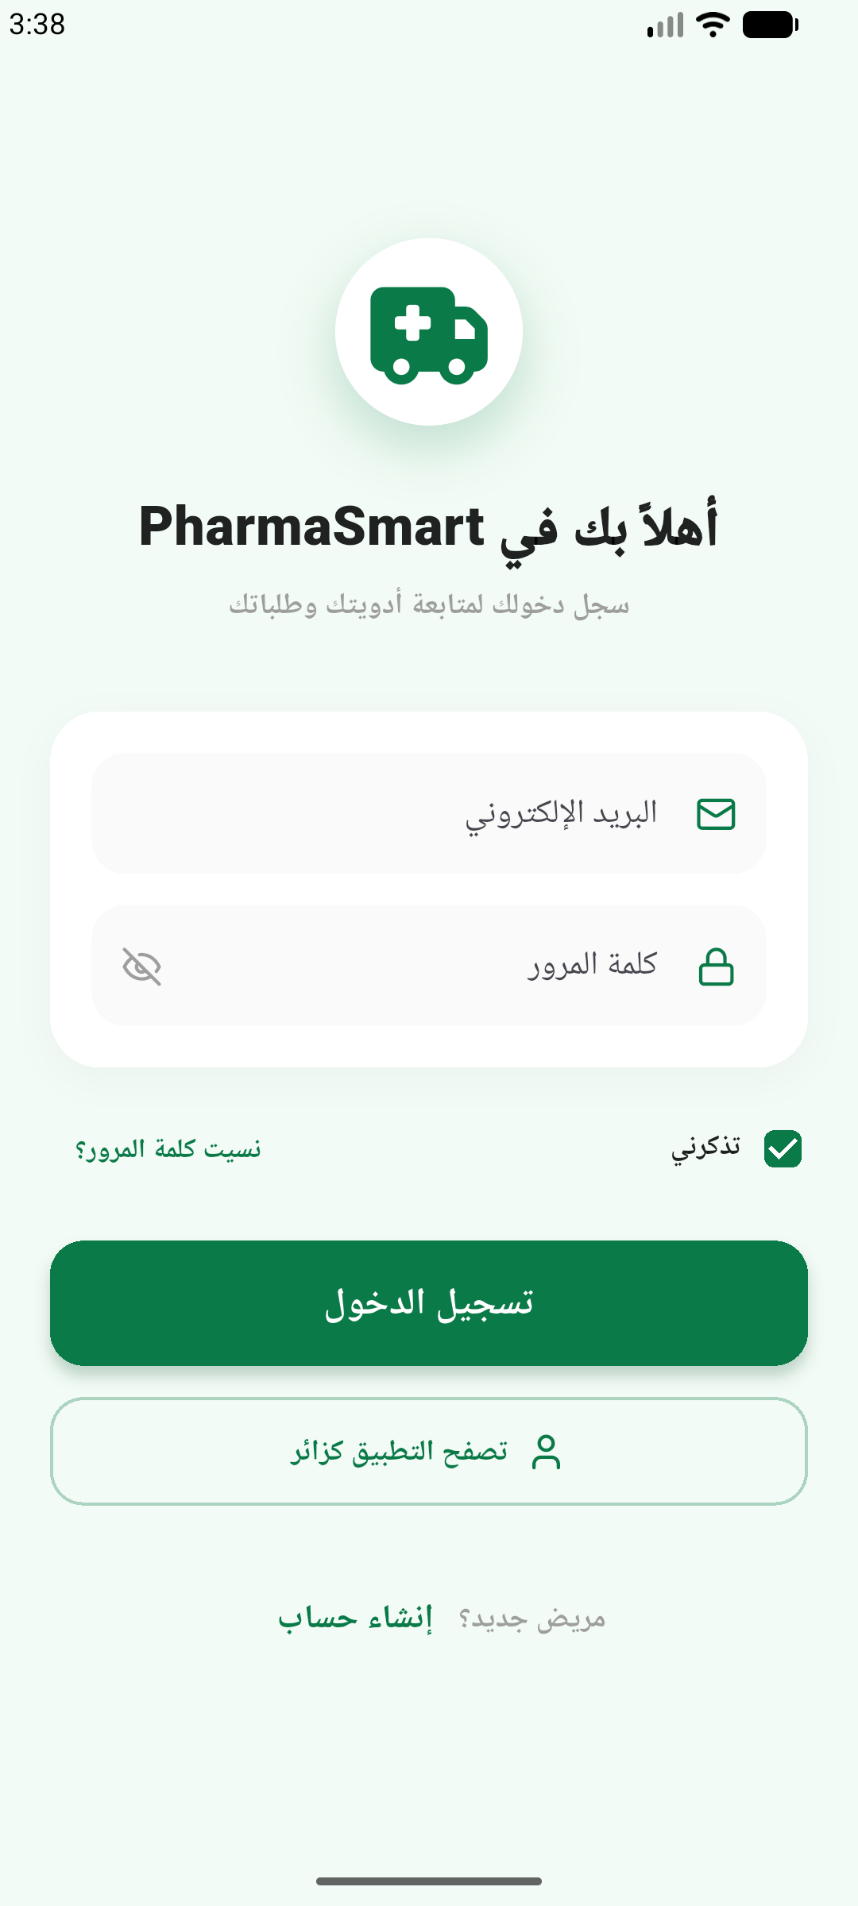 3:38
أهلاً بك في PharmaSmart
سجل دخولك لمتابعة أدويتك وطلباتك
البريد الإلكتروني
كلمة المرور
تذكرني
نسيت كلمة المرور؟
تسجيل الدخول
تصفح التطبيق كزائر
مريض جديد؟ إنشاء حساب